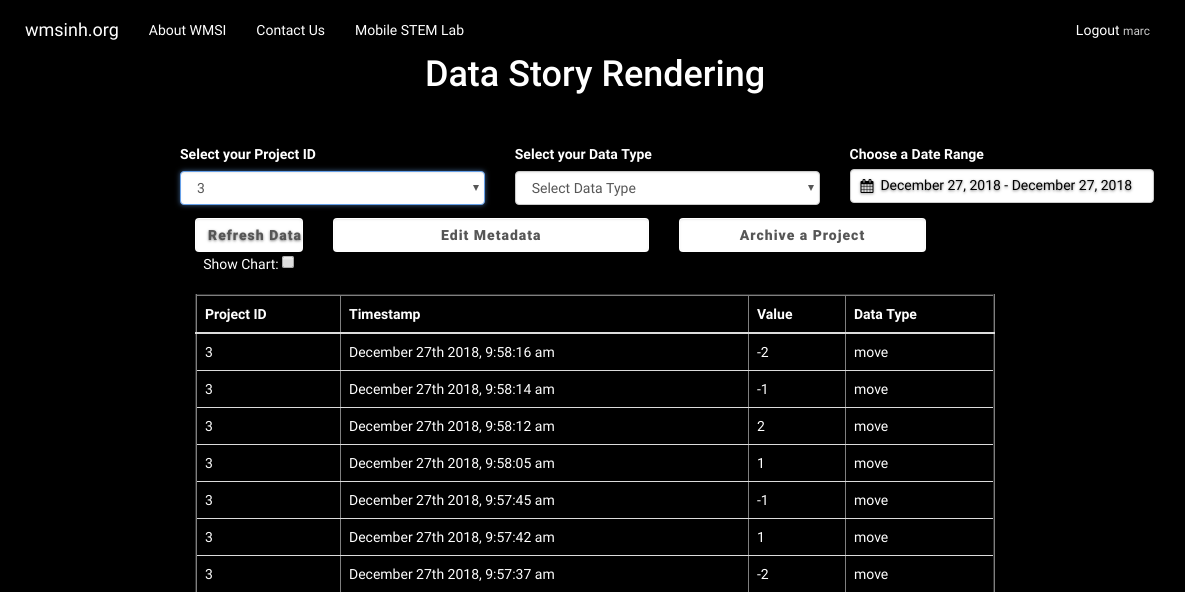 wmsinh.org About WMSI Contact Us Mobile STEM Lab Logout marc
Data Story Rendering
Select your Project ID Select your Data Type Choose a Date Range
3 Select Data Type December 27, 2018 - December 27, 2018
Refresh Data Edit Metadata Archive a Project
Show Chart:
Project ID Timestamp Value Data Type
3 December 27th 2018, 9:58:16 am -2 move
3 December 27th 2018, 9:58:14 am -1 move
3 December 27th 2018, 9:58:12 am 2 move
3 December 27th 2018, 9:58:05 am 1 move
3 December 27th 2018, 9:57:45 am -1 move
3 December 27th 2018, 9:57:42 am 1 move
3 December 27th 2018, 9:57:37 am -2 move